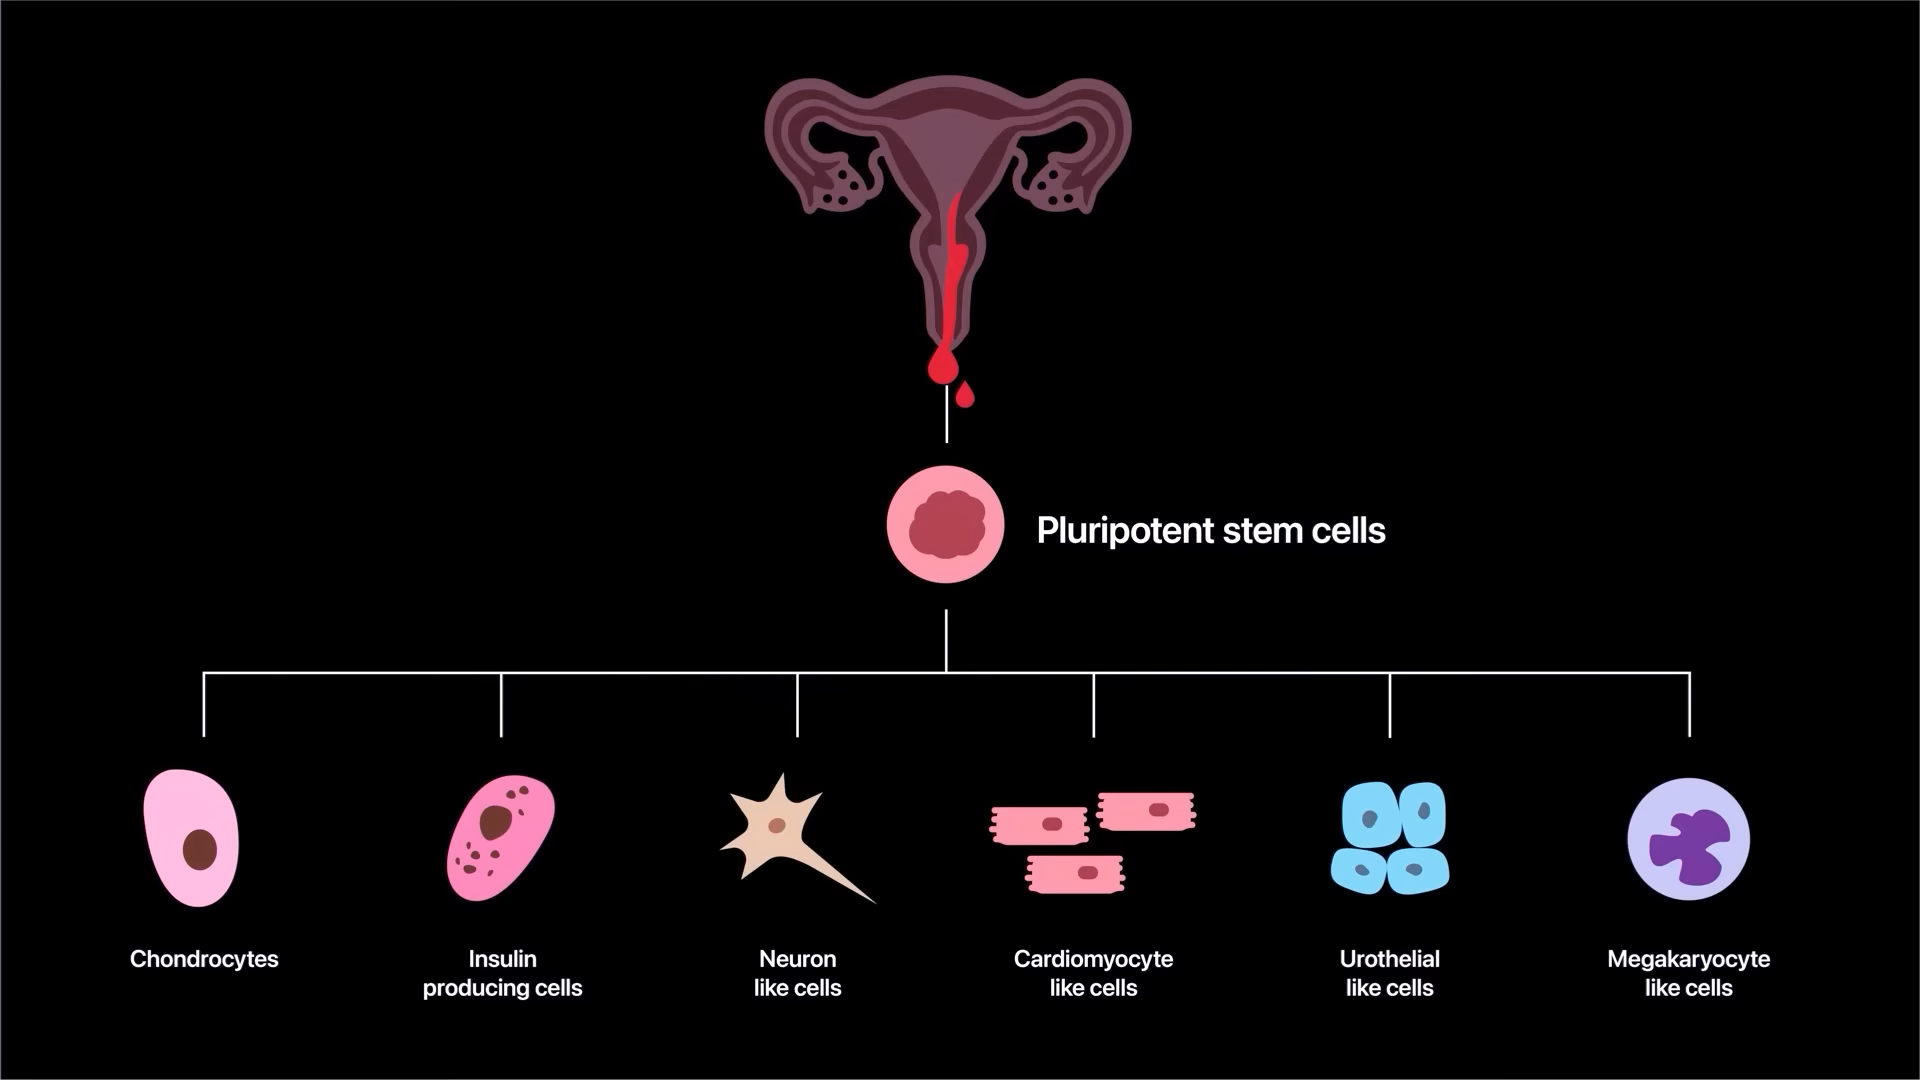 Pluripotent stem cells
Chondrocytes
Insulin
producing cells
Neuron
like cells
Cardiomyocyte
like cells
Urothelial
like cells
Megakaryocyte
like cells